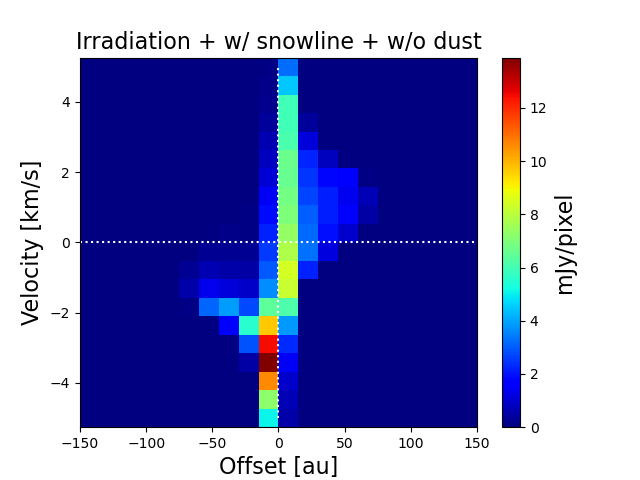 Irradiation + w/ snowline + w/o dust
Velocity [km/s]
4
2
0
−2
−4
−150 −100 −50 0 50 100 150
Offset [au]
12
10
8
6
4
2
0
mJy/pixel